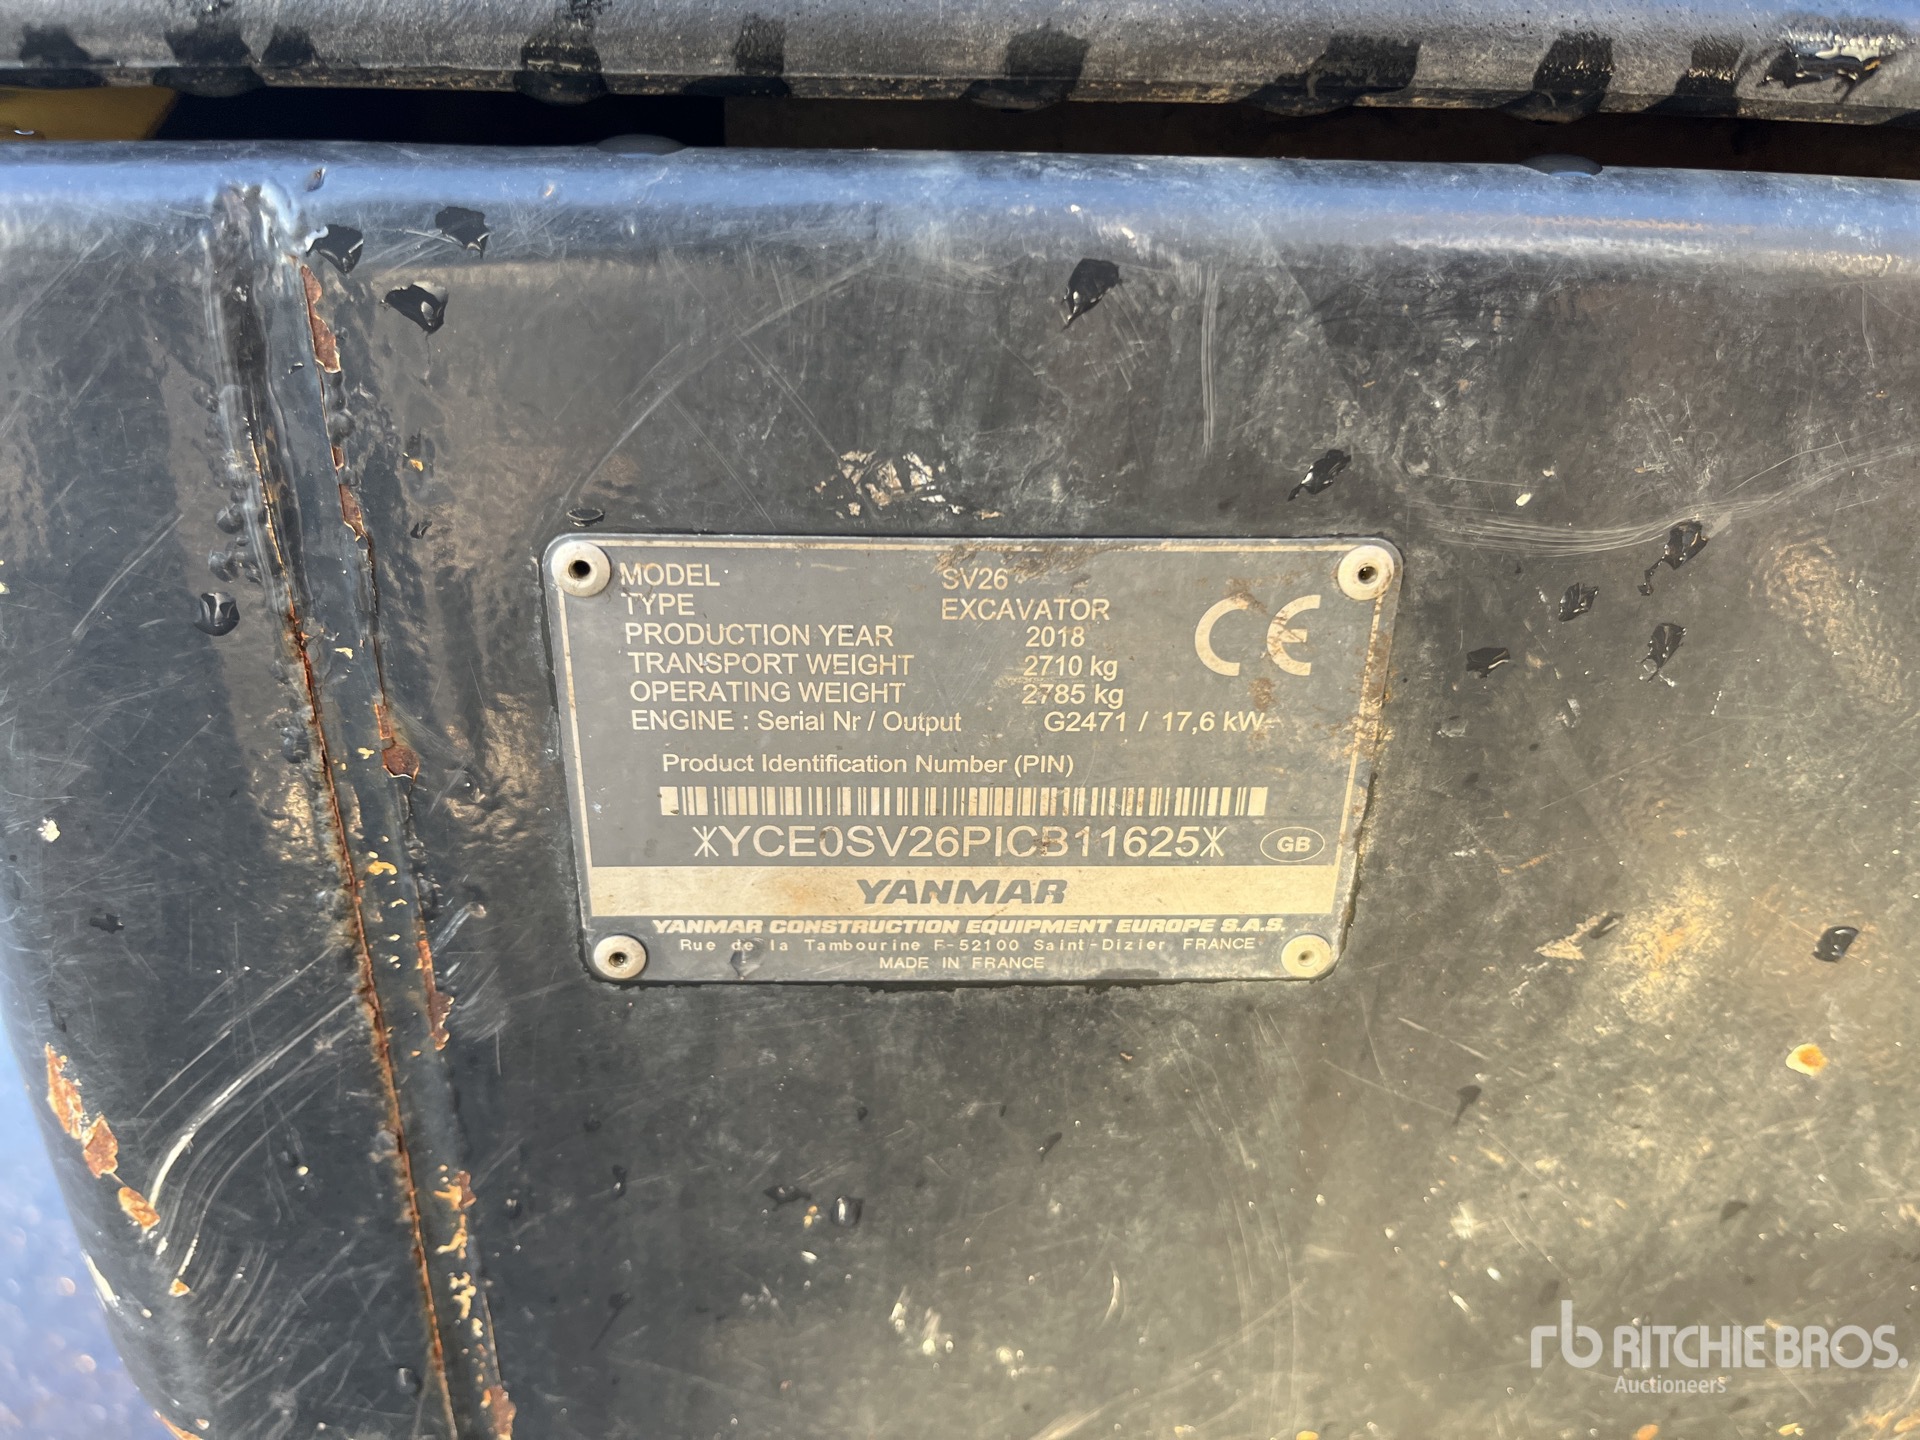 MODEL SV26
TYPE EXCAVATOR
PRODUCTION YEAR 2018
TRANSPORT WEIGHT 2710 kg
OPERATING WEIGHT 2785 kg
ENGINE : Serial Nr / Output G2471 / 17,6 kW
CE
Product Identification Number (PIN)
*YCE0SV26PICB11625*
GB
YANMAR
YANMAR CONSTRUCTION EQUIPMENT EUROPE S.A.S.
Rue de la Tambourine F-52100 Saint-Dizier FRANCE
MADE IN FRANCE
rb RITCHIE BROS.
Auctioneers